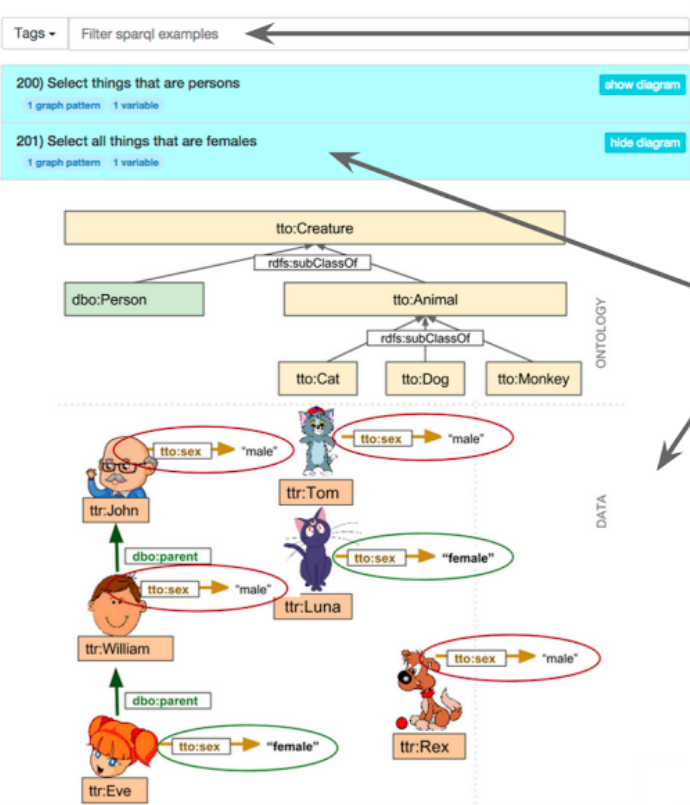 Tags
Filter sparql examples
200) Select things that are persons
show diagram
1 graph pattern 1 variable
201) Select all things that are females
hide diagram
1 graph pattern 1 variable
tto:Creature
rdfs:subClassOf
dbo:Person
tto:Animal
rdfs:subClassOf
tto:Cat
tto:Dog
tto:Monkey
ONTOLOGY
tto:sex "male"
tto:sex "male"
ttr:John
ttr:Tom
DATA
dbo:parent
tto:sex "female"
tto:sex "male"
ttr:Luna
ttr:William
tto:sex "male"
dbo:parent
tto:sex "female"
ttr:Rex
ttr:Eve